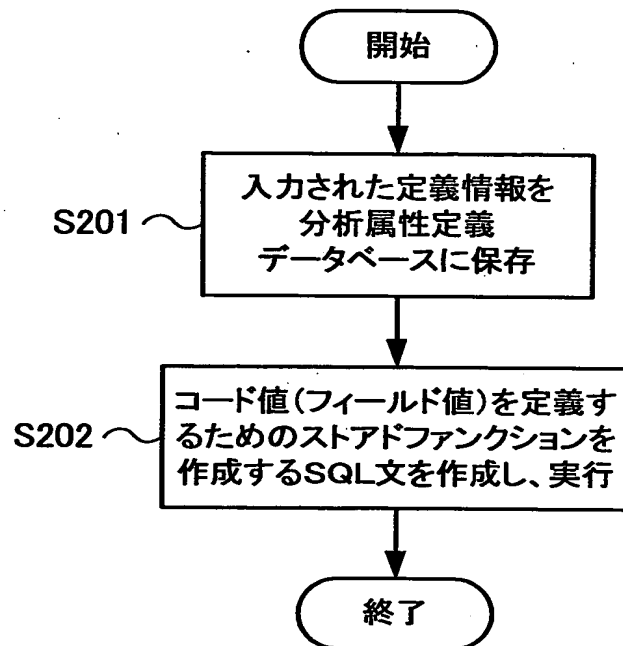 開始
S201
入力された定義情報を
分析属性定義
データベースに保存
S202
コード値(フィールド値)を定義す
るためのストアドファンクションを
作成するSQL文を作成し、実行
終了